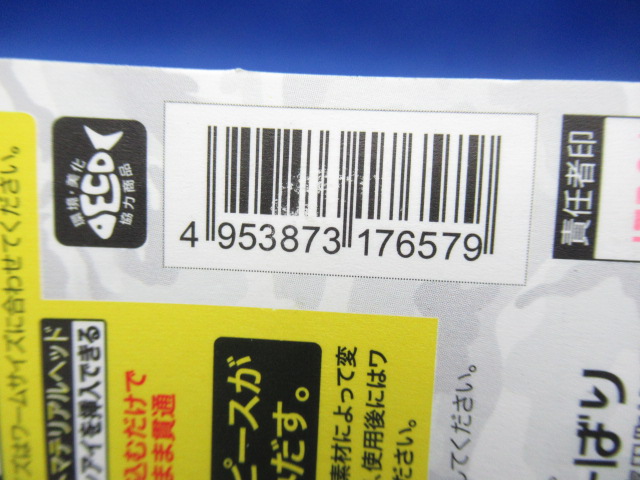 環境・美化
ECO
協力商品
4 953873 176579
責任者印
ズはワームサイズに合わせてください。
マテリアルヘッド
アイを挿入できる
込むだけで
まま貫通
ピースが
だす。
素材によって変
使用後にはワ
ださい。
してください。
ばり